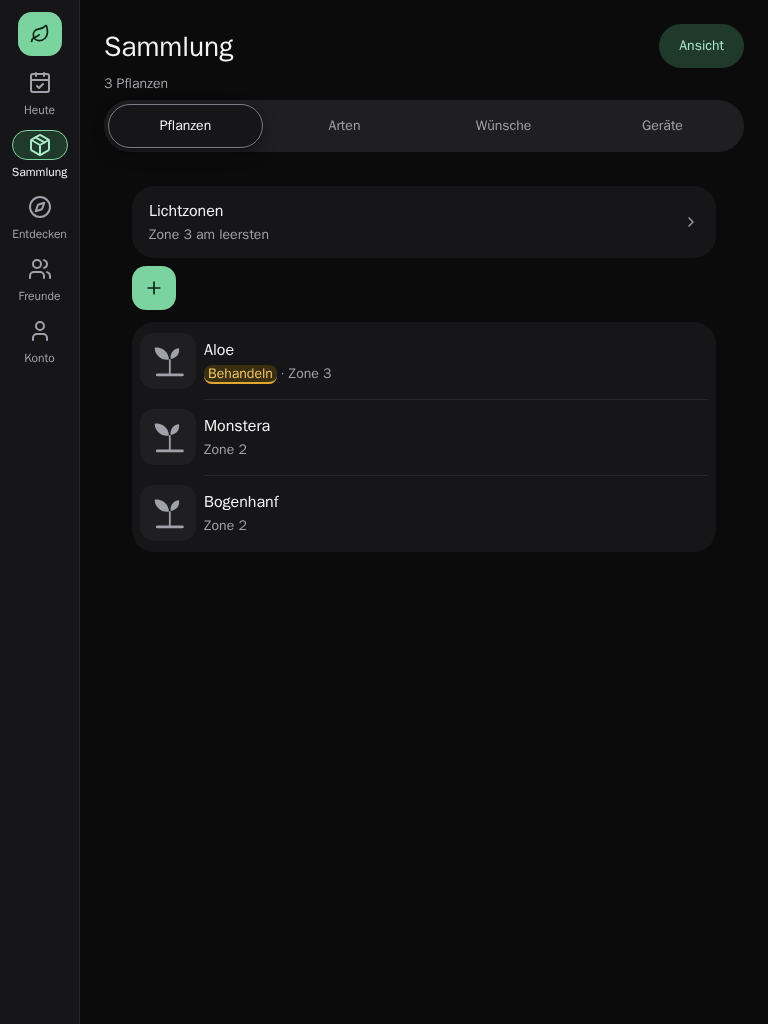 Sammlung
Ansicht
3 Pflanzen
Pflanzen
Arten
Wünsche
Geräte
Heute
Sammlung
Entdecken
Freunde
Konto
Lichtzonen
Zone 3 am leersten
Aloe
Behandeln · Zone 3
Monstera
Zone 2
Bogenhanf
Zone 2